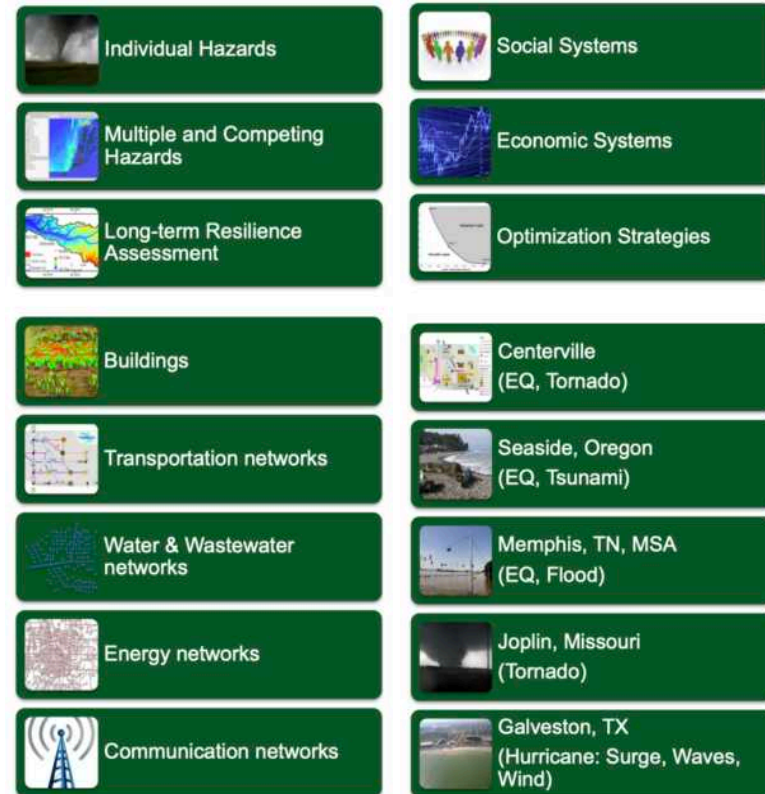 Individual Hazards
Multiple and Competing
Hazards
Long-term Resilience
Assessment
Social Systems
Economic Systems
Optimization Strategies
Buildings
Transportation networks
Water & Wastewater
networks
Energy networks
Communication networks
Centerville
(EQ, Tornado)
Seaside, Oregon
(EQ, Tsunami)
Memphis, TN, MSA
(EQ, Flood)
Joplin, Missouri
(Tornado)
Galveston, TX
(Hurricane: Surge, Waves,
Wind)